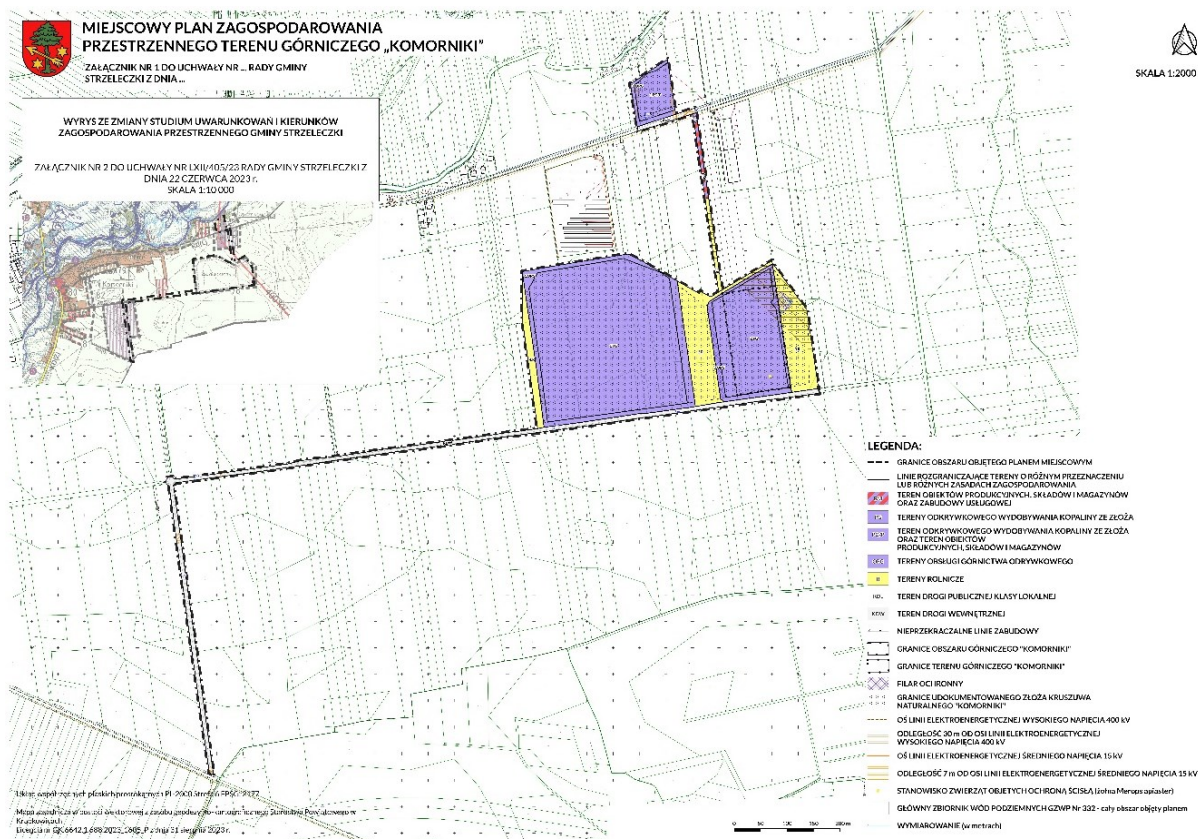 MIEJSCOWY PLAN ZAGOSPODAROWANIA
PRZESTRZENNEGO TERENU GÓRNICZEGO „KOMORNIKI”
ZAŁĄCZNIK NR 1 DO UCHWAŁY NR ... RADY GMINY
STRZELECZKI Z DNIA ...
SKALA 1:2000
WYRYS ZE ZMIANY STUDIUM UWARUNKOWAŃ I KIERUNKÓW
ZAGOSPODAROWANIA PRZESTRZENNEGO GMINY STRZELECZKI
ZAŁĄCZNIK NR 2 DO UCHWAŁY NR LXII/405/23 RADY GMINY STRZELECZKI Z
DNIA 22 CZERWCA 2023 r.
SKALA 1:10 000
LEGENDA:
GRANICE OBSZARU OBJĘTEGO PLANEM MIEJSCOWYM
LINIE ROZGRANICZAJĄCE TERENY O RÓŻNYM PRZEZNACZENIU
LUB RÓŻNYCH ZASADACH ZAGOSPODAROWANIA
TEREN OBIEKTÓW PRODUKCYJNYCH, SKŁADÓW I MAGAZYNÓW
ORAZ ZABUDOWY USŁUGOWEJ
TERENY ODKRYWKOWEGO WYDOBYWANIA KOPALINY ZE ZŁOŻA
TEREN ODKRYWKOWEGO WYDOBYWANIA KOPALINY ZE ZŁOŻA
ORAZ TEREN OBIEKTÓW
PRODUKCYJNYCH, SKŁADÓW I MAGAZYNÓW
TERENY OBSŁUGI GÓRNICTWA ODRYWKOWEGO
R TERENY ROLNICZE
KDL TEREN DROGI PUBLICZNEJ KLASY LOKALNEJ
KDW TEREN DROGI WEWNĘTRZNEJ
NIEPRZEKRACZALNE LINIE ZABUDOWY
GRANICE OBSZARU GÓRNICZEGO "KOMORNIKI"
GRANICE TERENU GÓRNICZEGO "KOMORNIKI"
FILAR OCHRONNY
GRANICE UDOKUMENTOWANEGO ZŁOŻA KRUSZUWA
NATURALNEGO "KOMORNIKI"
OŚ LINII ELEKTROENERGETYCZNEJ WYSOKIEGO NAPIĘCIA 400 kV
ODLEGŁOŚĆ 30 m OD OSI LINII ELEKTROENERGETYCZNEJ
WYSOKIEGO NAPIĘCIA 400 kV
OŚ LINII ELEKTROENERGETYCZNEJ ŚREDNIEGO NAPIĘCIA 15 kV
ODLEGŁOŚĆ 7 m OD OSI LINII ELEKTROENERGETYCZNEJ ŚREDNIEGO NAPIĘCIA 15 kV
STANOWISKO ZWIERZĄT OBJĘTYCH OCHRONĄ ŚCISŁĄ (żołna Merops apiaster)
GŁÓWNY ZBIORNIK WÓD PODZIEMNYCH GZWP Nr 332 - cały obszar objęty planem
WYMIAROWANIE (w metrach)
0 50 100 150 200m